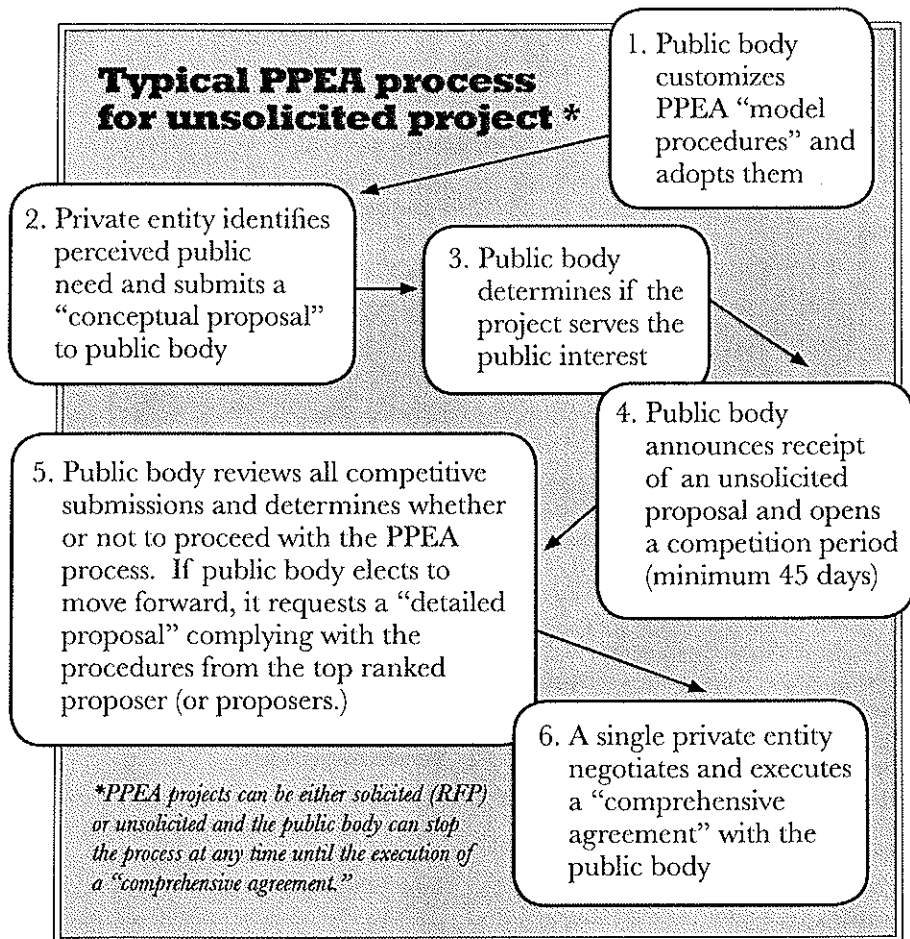 Typical PPEA process
for unsolicited project *
1. Public body
customizes
PPEA “model
procedures” and
adopts them
2. Private entity identifies
perceived public
need and submits a
“conceptual proposal”
to public body
3. Public body
determines if the
project serves the
public interest
4. Public body
announces receipt
of an unsolicited
proposal and opens
a competition period
(minimum 45 days)
5. Public body reviews all competitive
submissions and determines whether
or not to proceed with the PPEA
process. If public body elects to
move forward, it requests a “detailed
proposal” complying with the
procedures from the top ranked
proposer (or proposers.)
6. A single private entity
negotiates and executes
a “comprehensive
agreement” with the
public body
*PPEA projects can be either solicited (RFP)
or unsolicited and the public body can stop
the process at any time until the execution of
a “comprehensive agreement.”